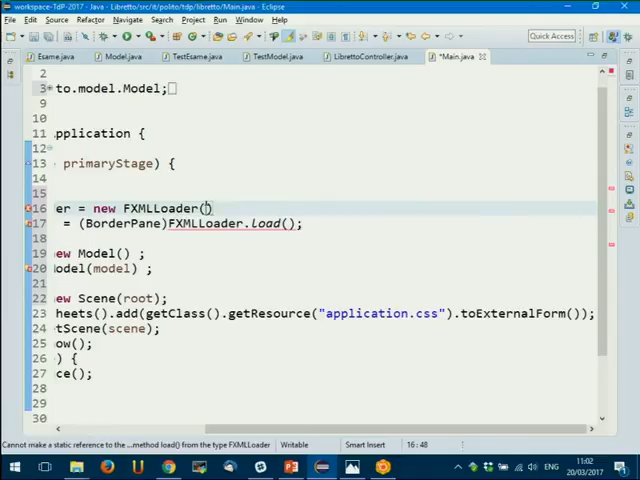 workspace-TdP-2017 - Java - Libretto/src/it/polito/tdp/libretto/Main.java - Eclipse
File Edit Source Refactor Navigate Search Project Run Window Help
Quick Access
Esame.java Model.java TestEsame.java TestModel.java LibrettoController.java *Main.java
2
3 to.model.Model;
10
11 pplication {
12
13 primaryStage) {
14
15
16 er = new FXMLLoader()
17 = (BorderPane)FXMLLoader.load();
18
19 new Model() ;
20 odel(model) ;
21
22 new Scene(root);
23 heets().add(getClass().getResource("application.css").toExternalForm());
24 etScene(scene);
25 ow();
26 ) {
27 ce();
28
29
30
Cannot make a static reference to the ...method load() from the type FXMLLoader Writable Smart Insert 16 : 48
11:02
20/03/2017